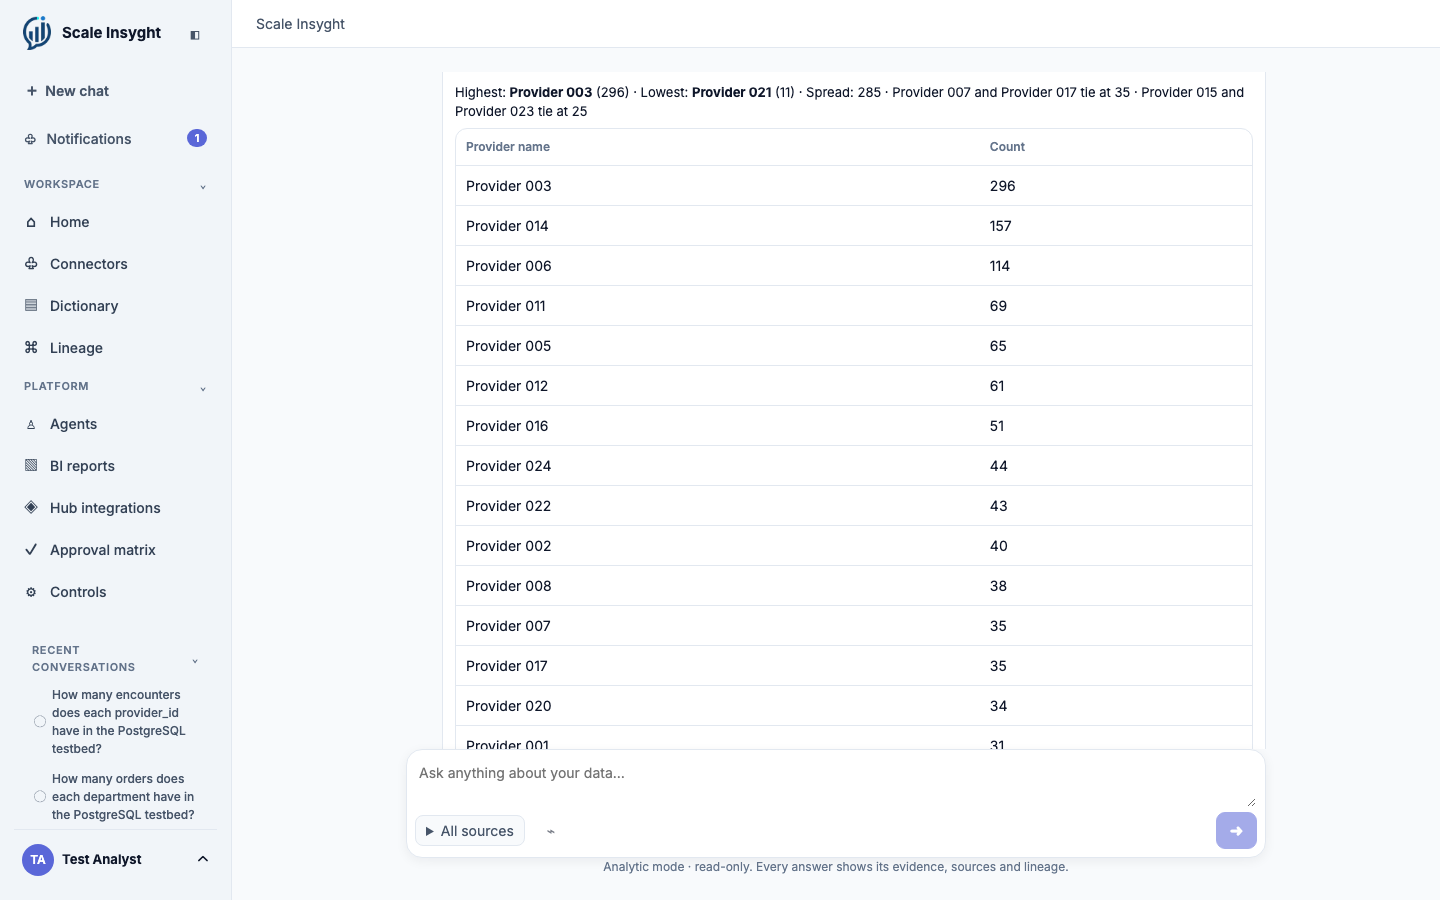 Scale Insyght
New chat
Notifications
1
WORKSPACE
Home
Connectors
Dictionary
Lineage
PLATFORM
Agents
BI reports
Hub integrations
Approval matrix
Controls
RECENT
CONVERSATIONS
How many encounters
does each provider_id
have in the PostgreSQL
testbed?
How many orders does
each department have in
the PostgreSQL testbed?
TA
Test Analyst
Scale Insyght
Highest: Provider 003 (296) · Lowest: Provider 021 (11) · Spread: 285 · Provider 007 and Provider 017 tie at 35 · Provider 015 and
Provider 023 tie at 25
Provider name Count
Provider 003 296
Provider 014 157
Provider 006 114
Provider 011 69
Provider 005 65
Provider 012 61
Provider 016 51
Provider 024 44
Provider 022 43
Provider 002 40
Provider 008 38
Provider 007 35
Provider 017 35
Provider 020 34
Provider 001 31
Ask anything about your data...
All sources
Analytic mode · read-only. Every answer shows its evidence, sources and lineage.